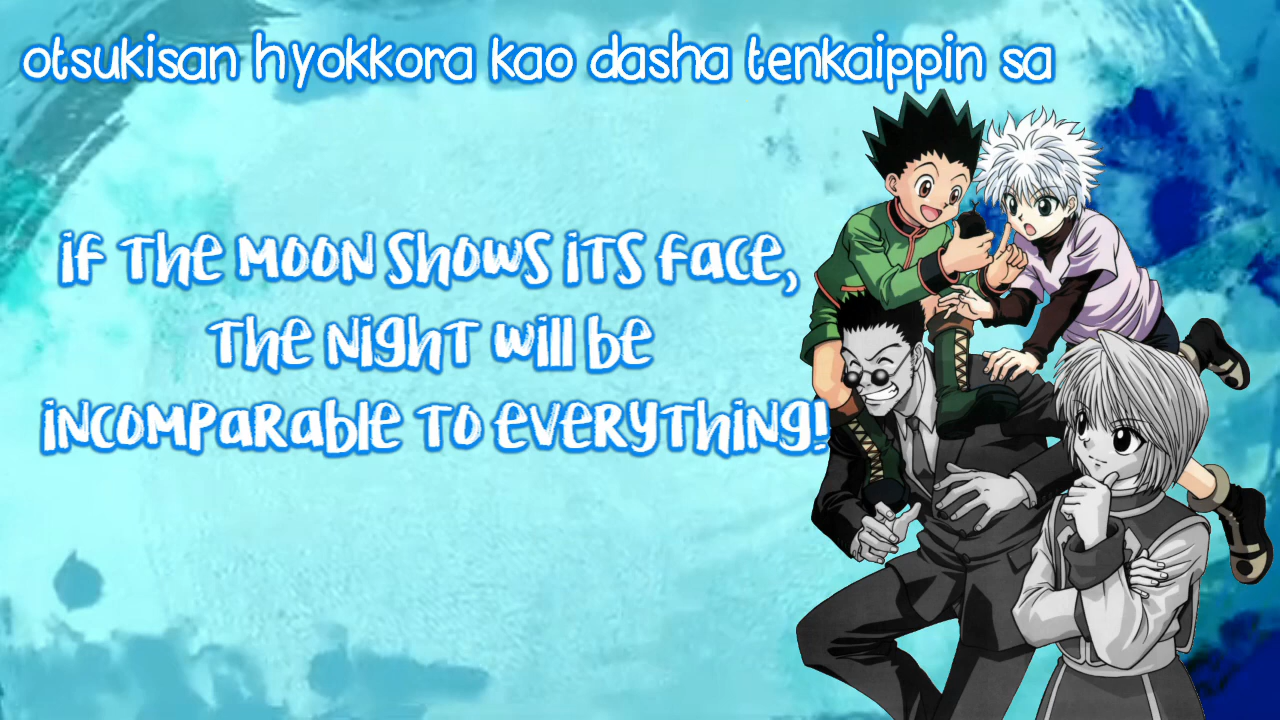 otsukisan hyokkora kao dasha tenkaippin sa
if the moon shows its face,
the night will be
incomparable to everything!